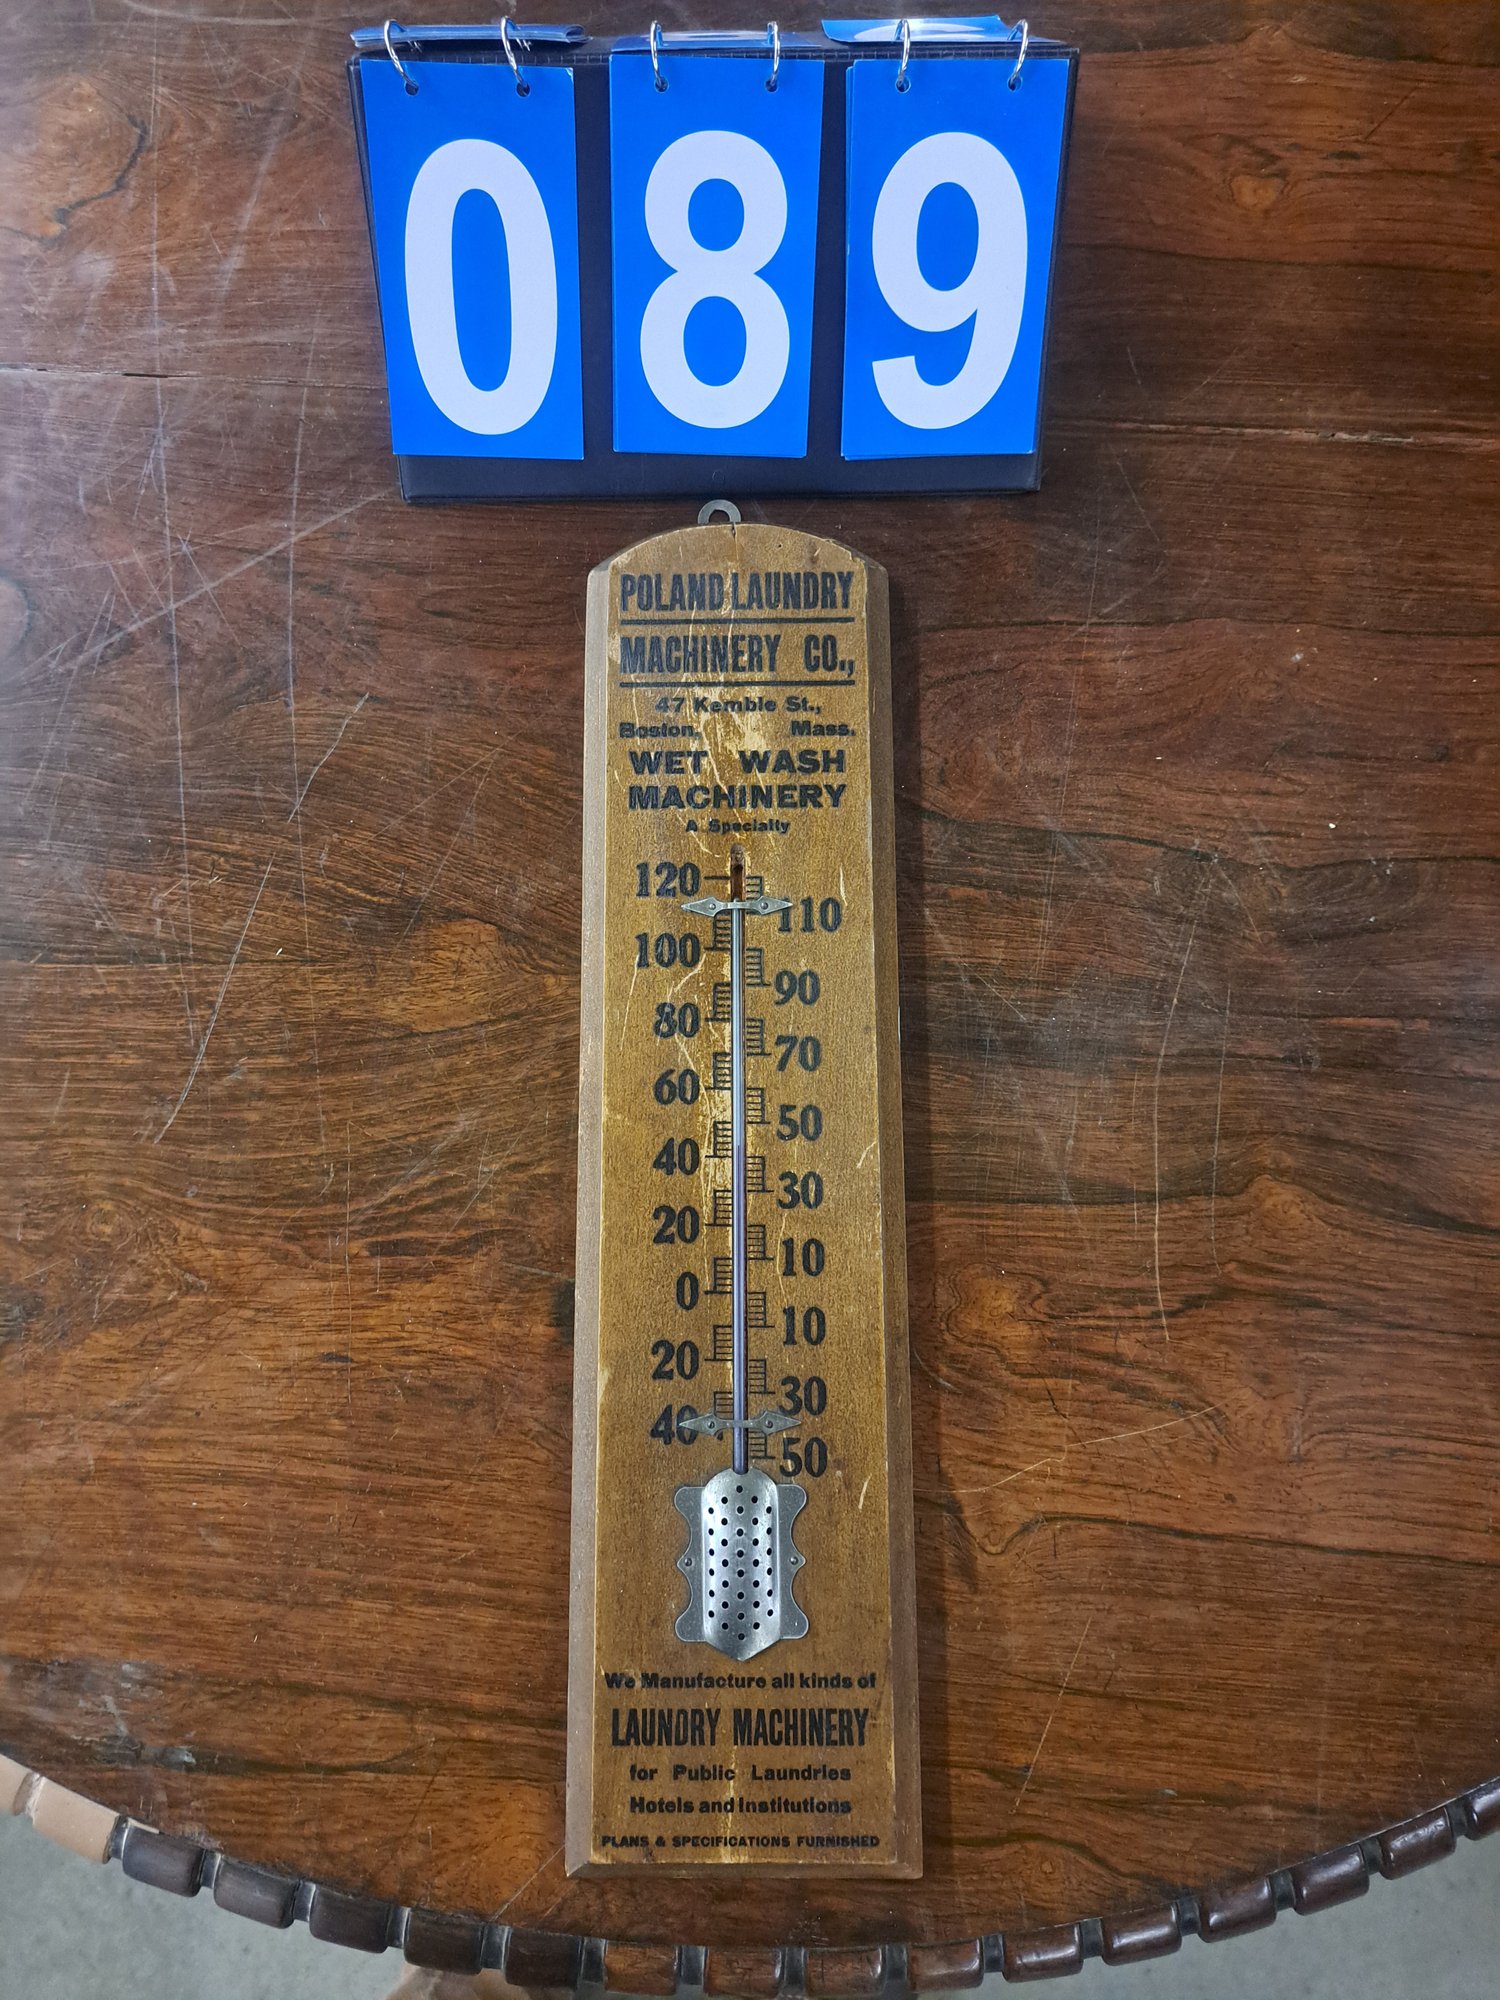 089
POLAND LAUNDRY
MACHINERY CO.,
47 Kemble St.,
Boston, Mass.
WET WASH
MACHINERY
A Specialty
120
110
100
90
80
70
60
50
40
30
20
10
0
10
20
30
40
50
We Manufacture all kinds of
LAUNDRY MACHINERY
for Public Laundries
Hotels and Institutions
PLANS & SPECIFICATIONS FURNISHED